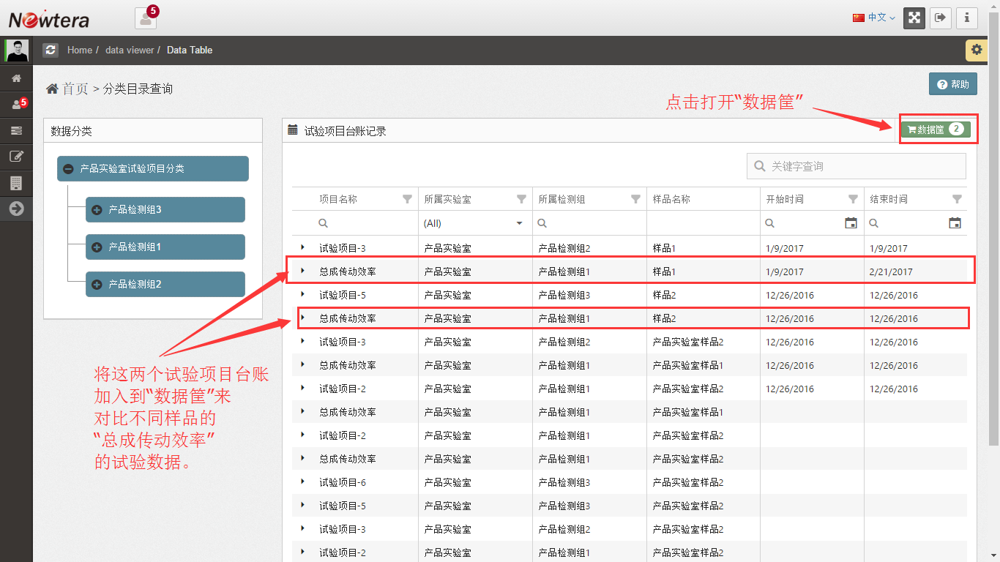 Newtera
5
中文
Home / data viewer / Data Table
5
首页 > 分类目录查询
帮助
点击打开“数据筐”
数据分类
试验项目台账记录
数据筐 2
产品实验室试验项目分类
产品检测组3
产品检测组1
产品检测组2
关键字查询
项目名称 所属实验室 所属检测组 样品名称 开始时间 结束时间
(All)
试验项目-3 产品实验室 产品检测组2 样品1 1/9/2017 1/9/2017
总成传动效率 产品实验室 产品检测组1 样品1 1/9/2017 2/21/2017
试验项目-5 产品实验室 产品检测组3 样品2 12/26/2016 12/26/2016
总成传动效率 产品实验室 产品检测组1 样品2 12/26/2016 12/26/2016
试验项目-3 产品实验室 产品检测组2 产品实验室样品2 12/26/2016 12/26/2016
总成传动效率 产品实验室 产品检测组1 产品实验室样品1 12/26/2016 12/26/2016
试验项目-2 产品实验室 产品检测组1 产品实验室样品2 12/26/2016 12/26/2016
总成传动效率 产品实验室 产品检测组1 产品实验室样品1
试验项目-2 产品实验室 产品检测组1 产品实验室样品2
总成传动效率 产品实验室 产品检测组1 产品实验室样品2
试验项目-6 产品实验室 产品检测组3 产品实验室样品2
试验项目-5 产品实验室 产品检测组3 产品实验室样品2
试验项目-3 产品实验室 产品检测组2 产品实验室样品2
试验项目-2 产品实验室 产品检测组1 产品实验室样品2
将这两个试验项目台账
加入到“数据筐”来
对比不同样品的
“总成传动效率”
的试验数据。